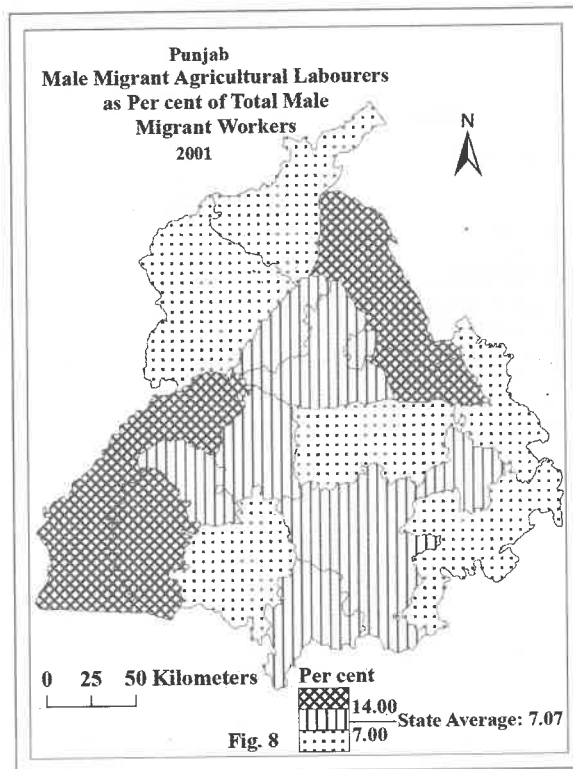 Punjab
Male Migrant Agricultural Labourers
as Per cent of Total Male
Migrant Workers
2001
N
0 25 50 Kilometers
Per cent
14.00
State Average: 7.07
7.00
Fig. 8